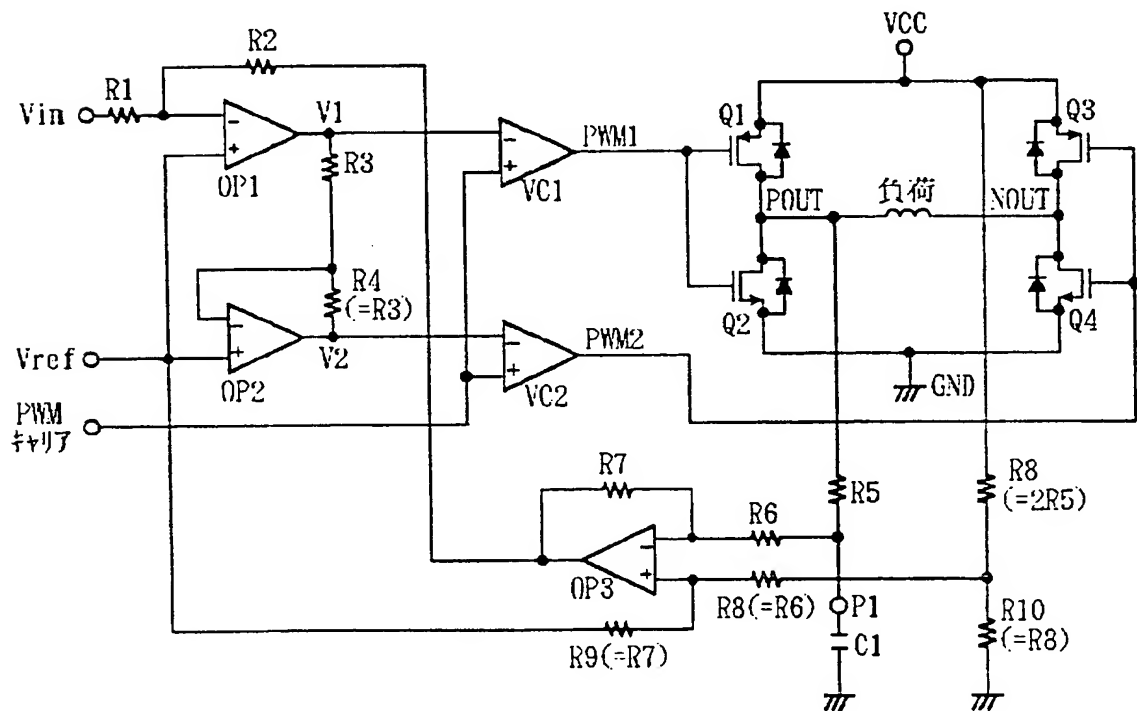 VCC
R2
R1
Vin
V1
PWM1
Q1
Q3
R3
OP1
VC1
POUT
負荷
NOUT
R4
(=R3)
Q2
Q4
Vref
V2
PWM2
OP2
VC2
GND
PWM
キャリア
R7
R5
R8
(=2R5)
R6
OP3
R8(=R6)
P1
R10
(=R8)
R9(=R7)
C1
-
+
-
+
-
+
-
+
-
+